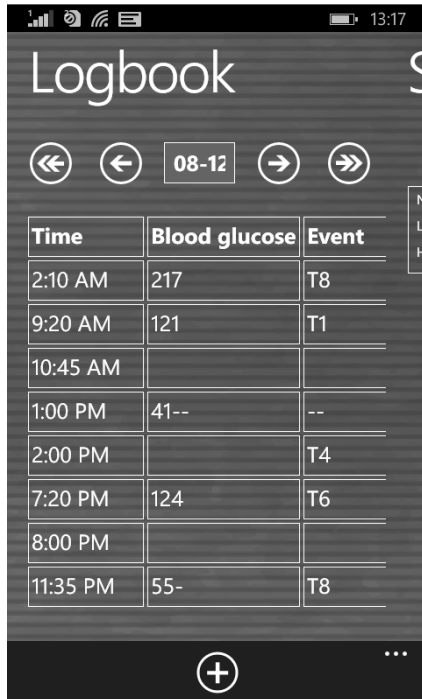 13:17
Logbook
S
08-12
Time Blood glucose Event
2:10 AM 217 T8
9:20 AM 121 T1
10:45 AM
1:00 PM 41-- --
2:00 PM T4
7:20 PM 124 T6
8:00 PM
11:35 PM 55- T8
N
L
H